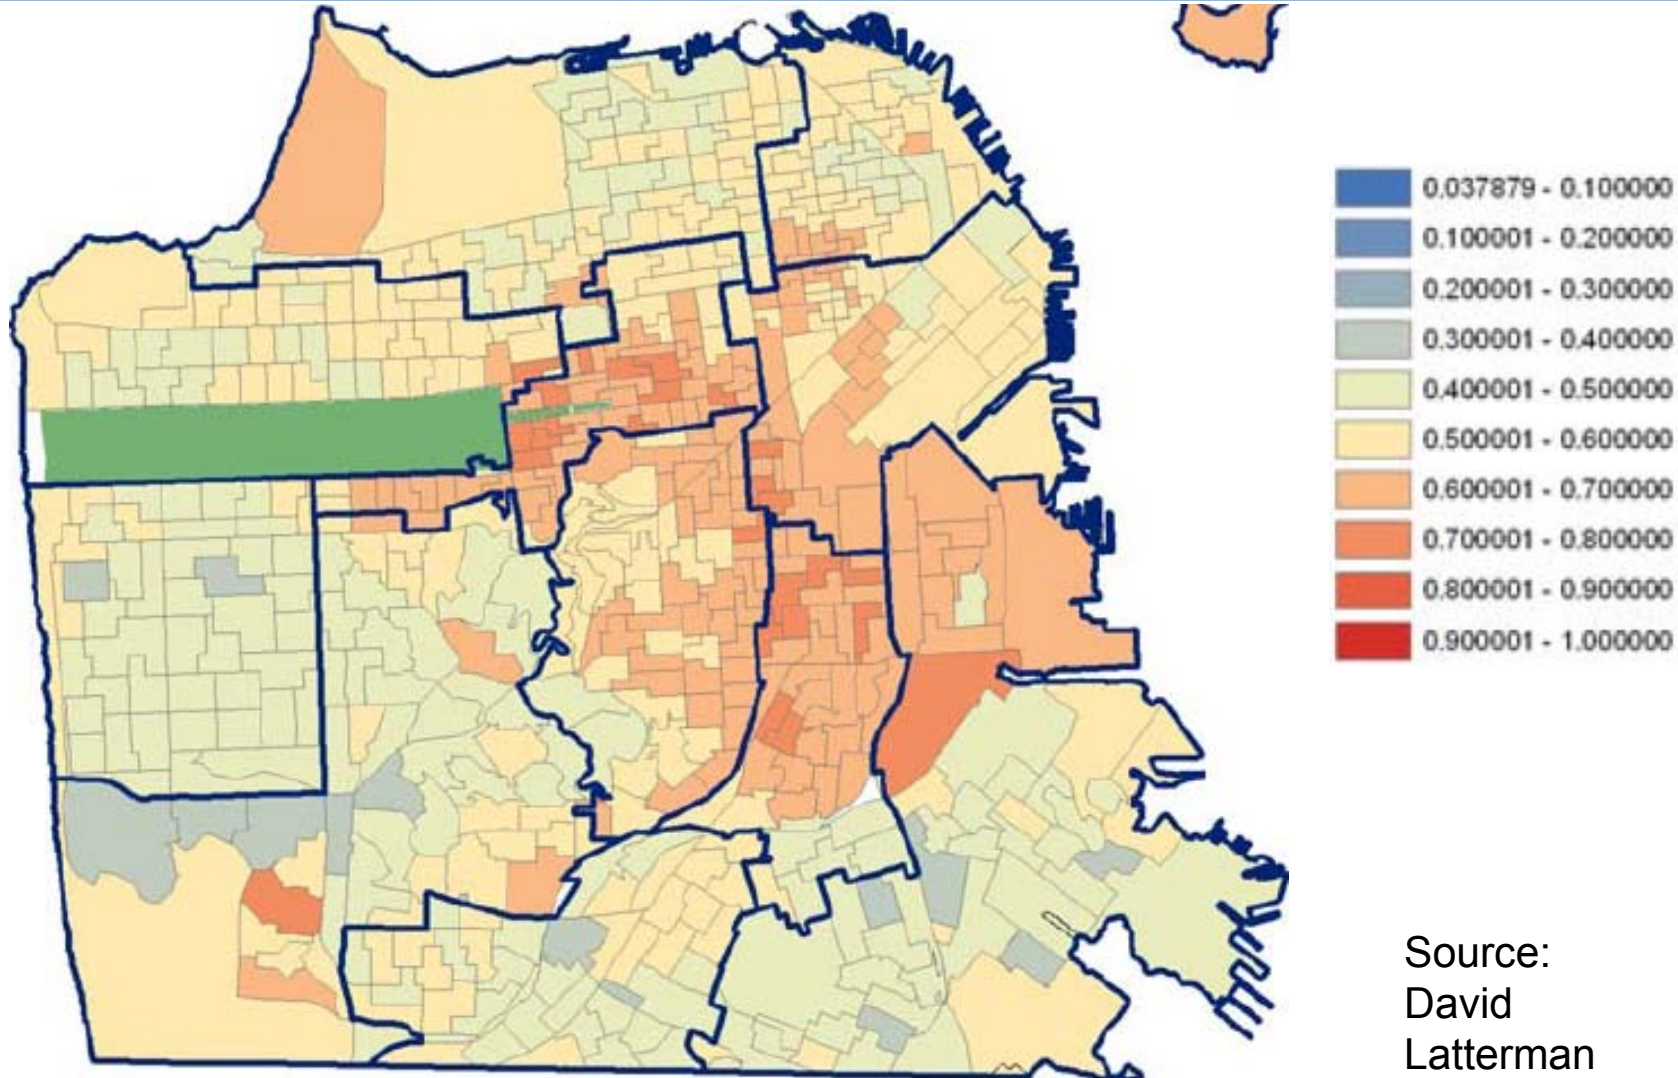 0.037879 - 0.100000
0.100001 - 0.200000
0.200001 - 0.300000
0.300001 - 0.400000
0.400001 - 0.500000
0.500001 - 0.600000
0.600001 - 0.700000
0.700001 - 0.800000
0.800001 - 0.900000
0.900001 - 1.000000
Source:
David
Latterman